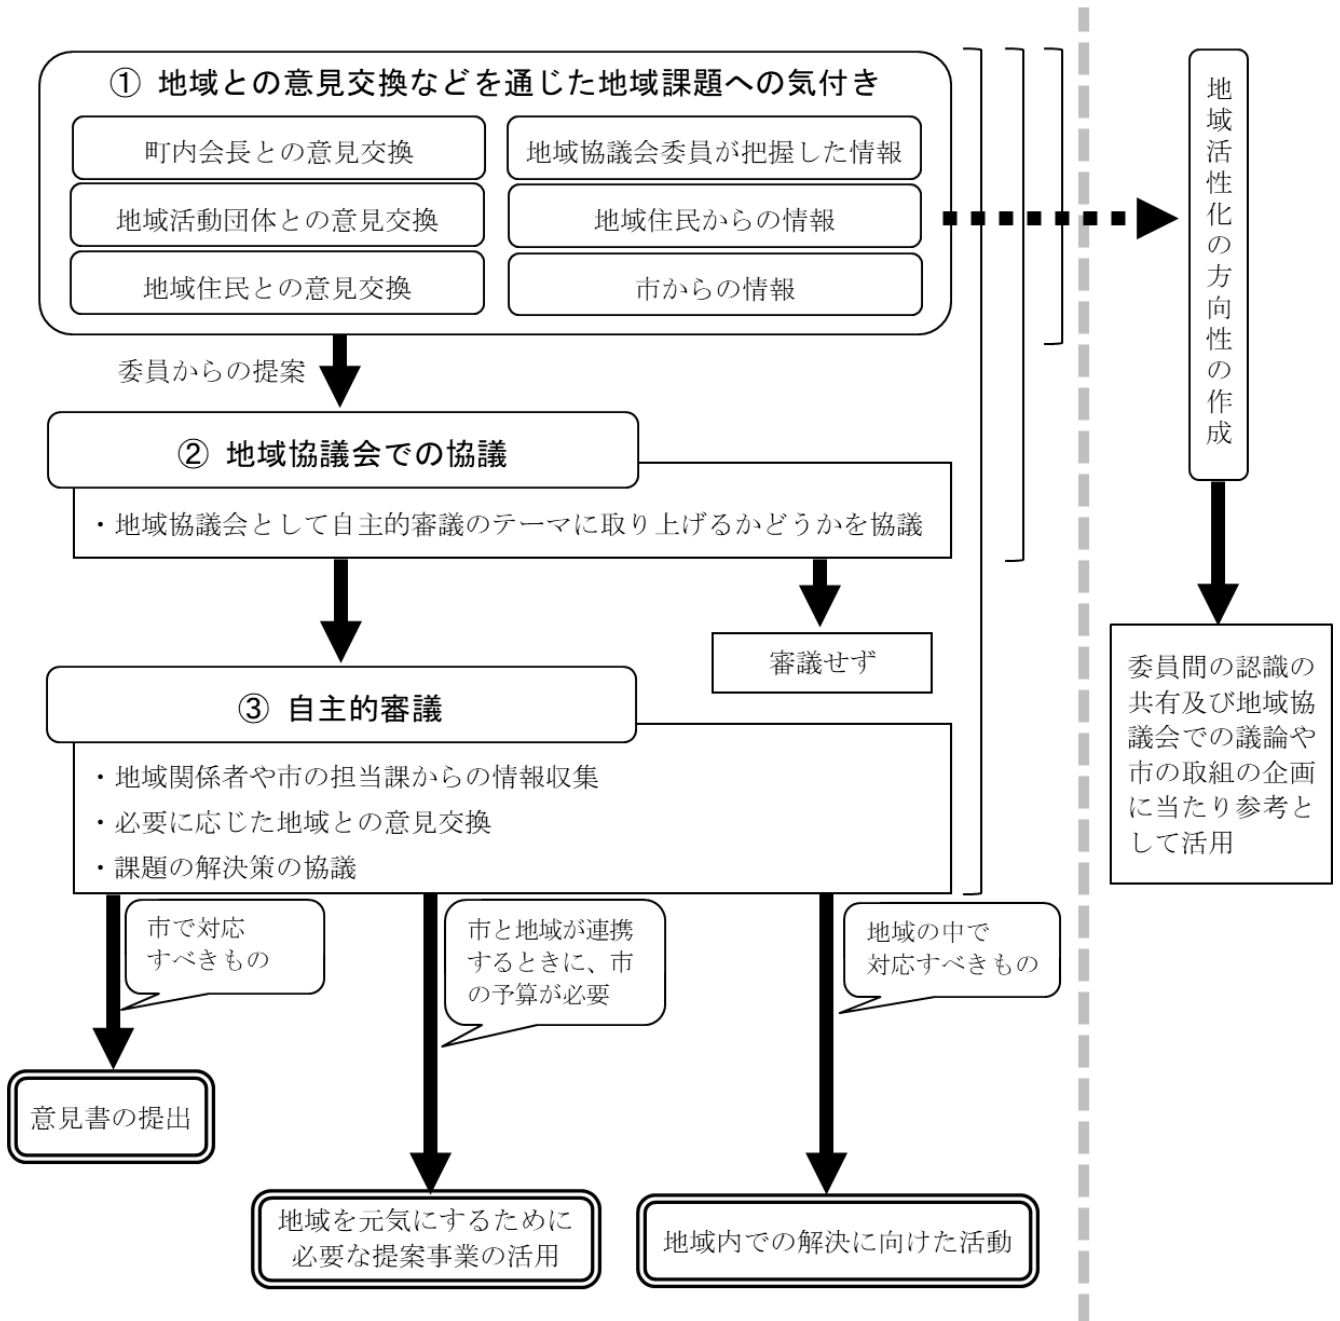 ① 地域との意見交換などを通じた地域課題への気付き
町内会長との意見交換
地域協議会委員が把握した情報
地域活動団体との意見交換
地域住民からの情報
地域住民との意見交換
市からの情報
委員からの提案
② 地域協議会での協議
・地域協議会として自主的審議のテーマに取り上げるかどうかを協議
審議せず
③ 自主的審議
・地域関係者や市の担当課からの情報収集
・必要に応じた地域との意見交換
・課題の解決策の協議
市で対応
すべきもの
市と地域が連携
するときに、市
の予算が必要
地域の中で
対応すべきもの
意見書の提出
地域を元気にするために
必要な提案事業の活用
地域内での解決に向けた活動
地域活性化の方向性の作成
委員間の認識の
共有及び地域協
議会での議論や
市の取組の企画
に当たり参考と
して活用